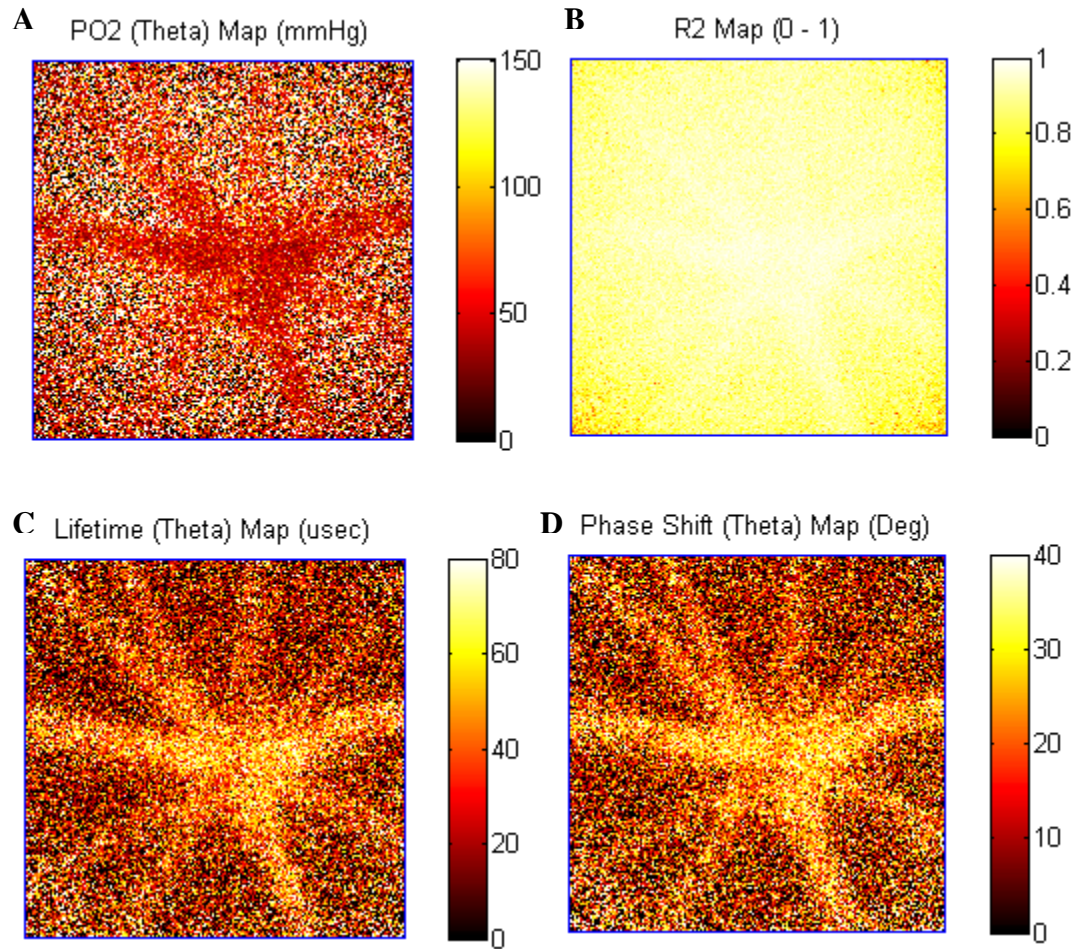 A
PO2 (Theta) Map (mmHg)
150
100
50
0
B
R2 Map (0 - 1)
1
0.8
0.6
0.4
0.2
0
C
Lifetime (Theta) Map (usec)
80
60
40
20
0
D
Phase Shift (Theta) Map (Deg)
40
30
20
10
0